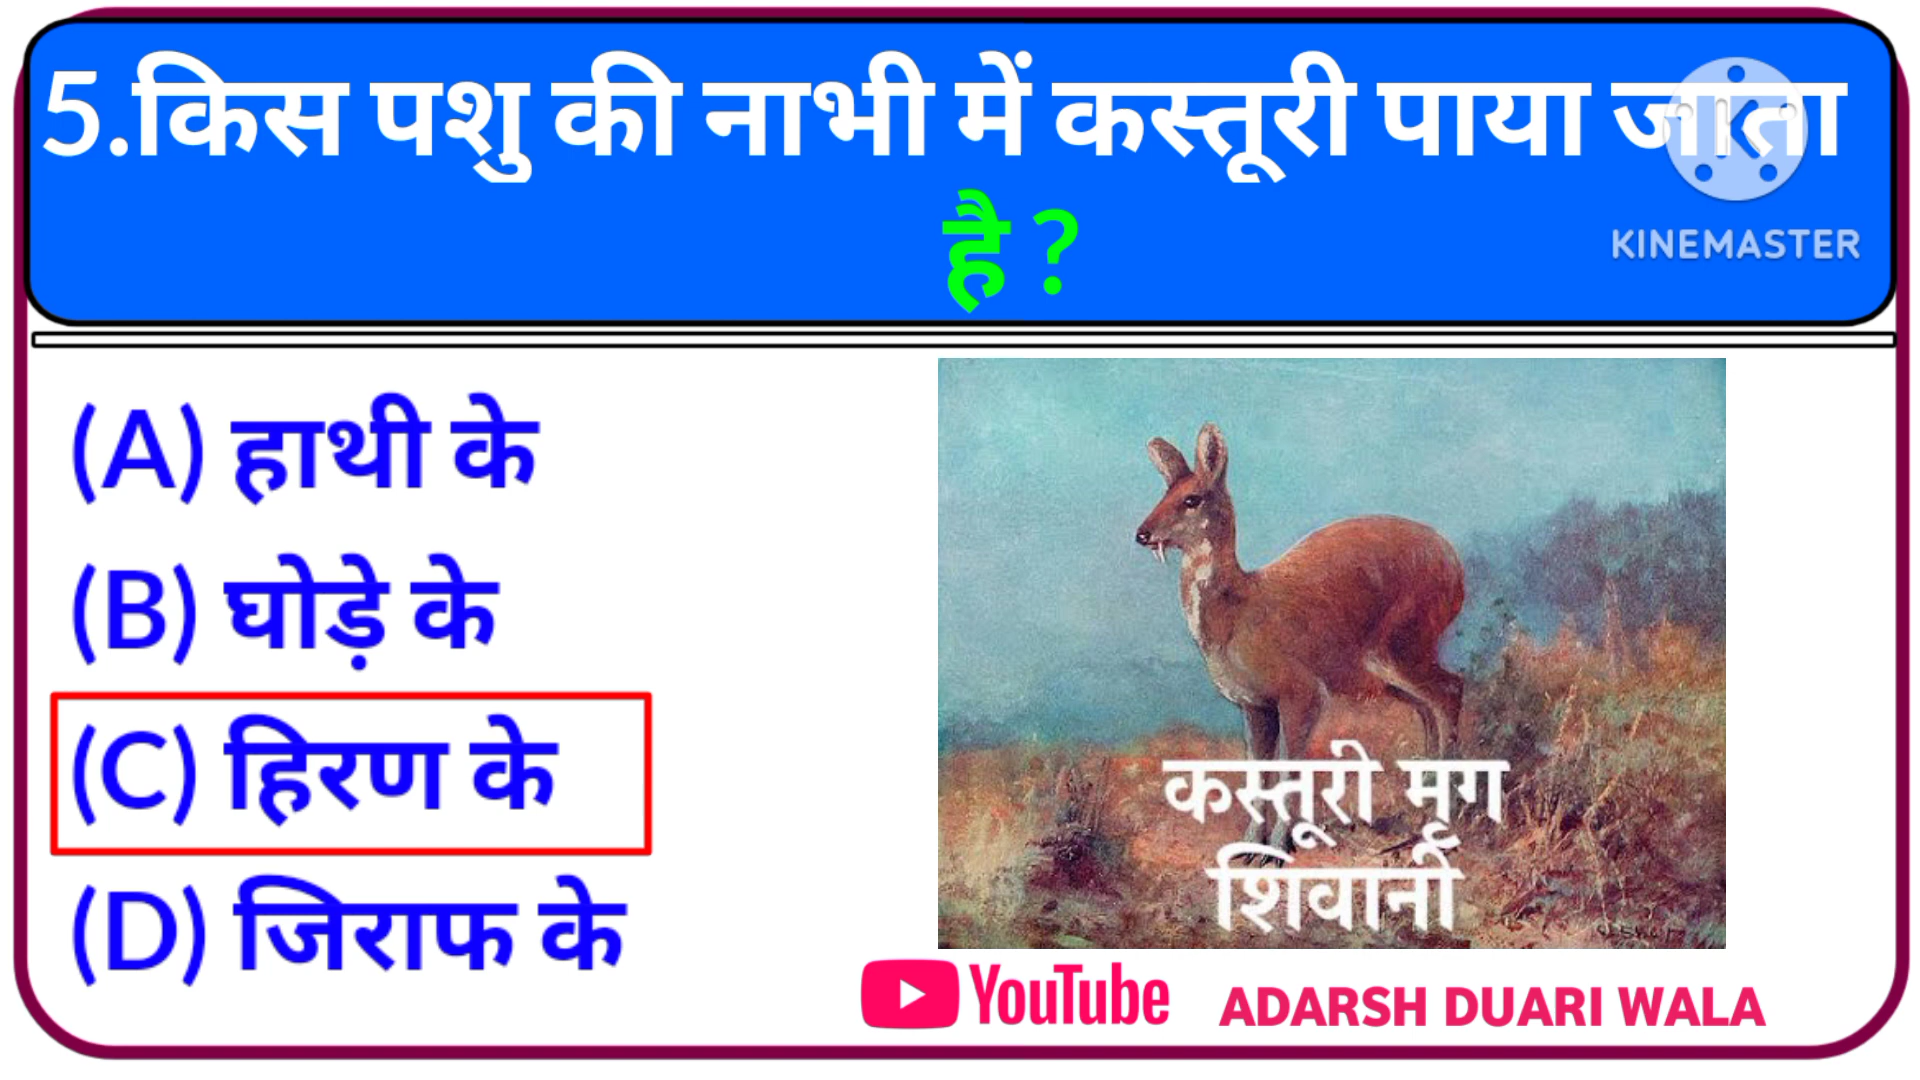 5.किस पशु की नाभी में कस्तूरी पाया जाता
है ?
KINEMASTER
(A) हाथी के
(B) घोड़े के
(C) हिरण के
(D) जिराफ के
कस्तूरी मृग
शिवानी
YouTube ADARSH DUARI WALA